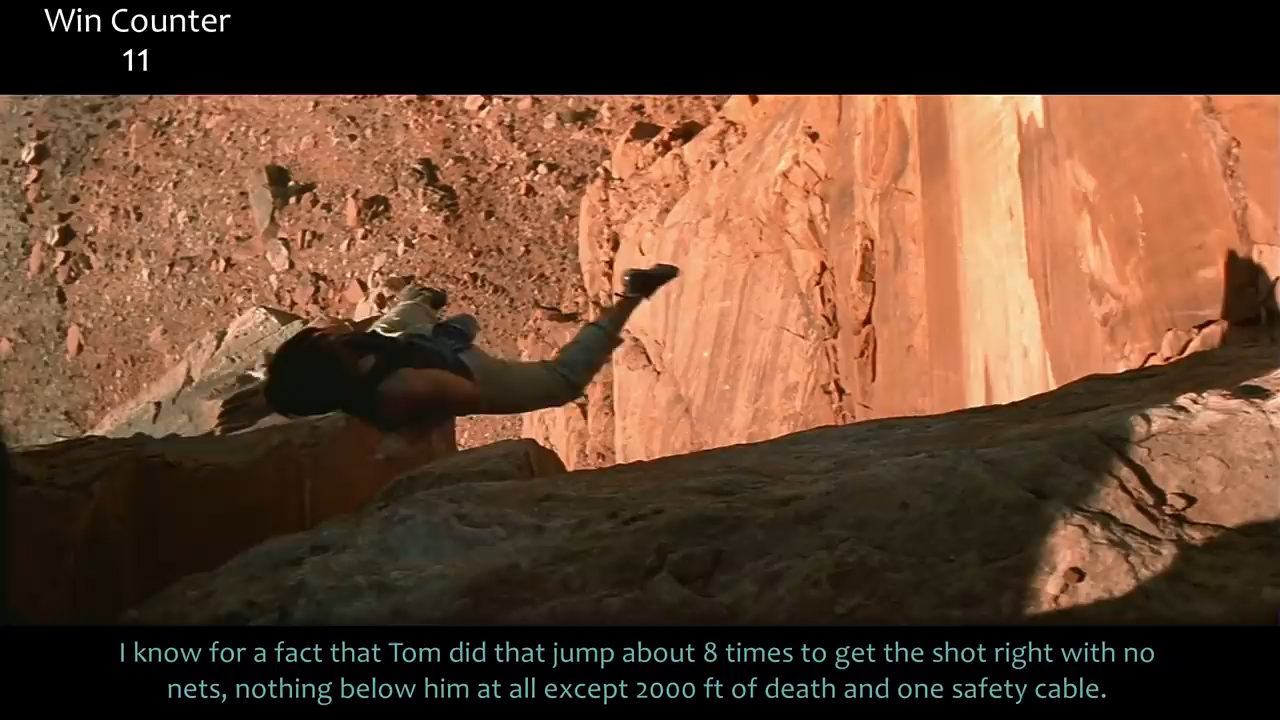 Win Counter
11
I know for a fact that Tom did that jump about 8 times to get the shot right with no
nets, nothing below him at all except 2000 ft of death and one safety cable.